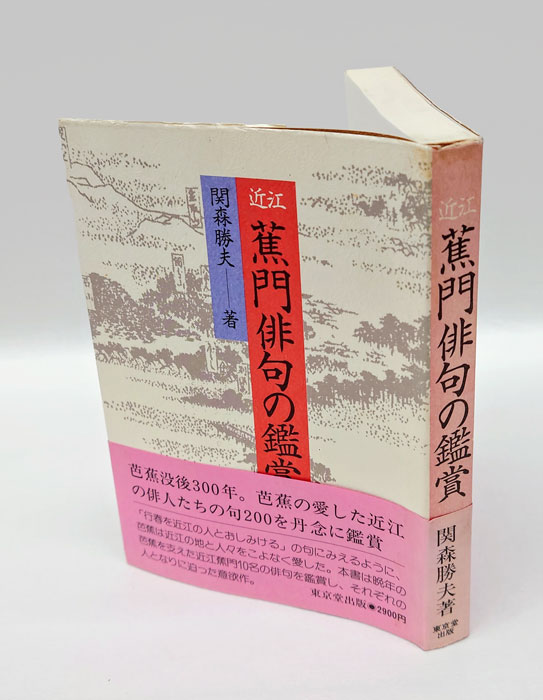 近江
蕉門俳句の鑑賞
関森勝夫――著
芭蕉没後300年。芭蕉の愛した近江
の俳人たちの句200を丹念に鑑賞
「行春を近江の人とおしみける」の句にみえるように、
芭蕉は近江の地と人々をこよなく愛した。本書は晩年の
芭蕉を支えた近江蕉門10名の俳句を鑑賞し、それぞれの
人となりに迫った意欲作。
東京堂出版●2900円
近江
蕉門俳句の鑑賞
関森勝夫著
東京堂
出版